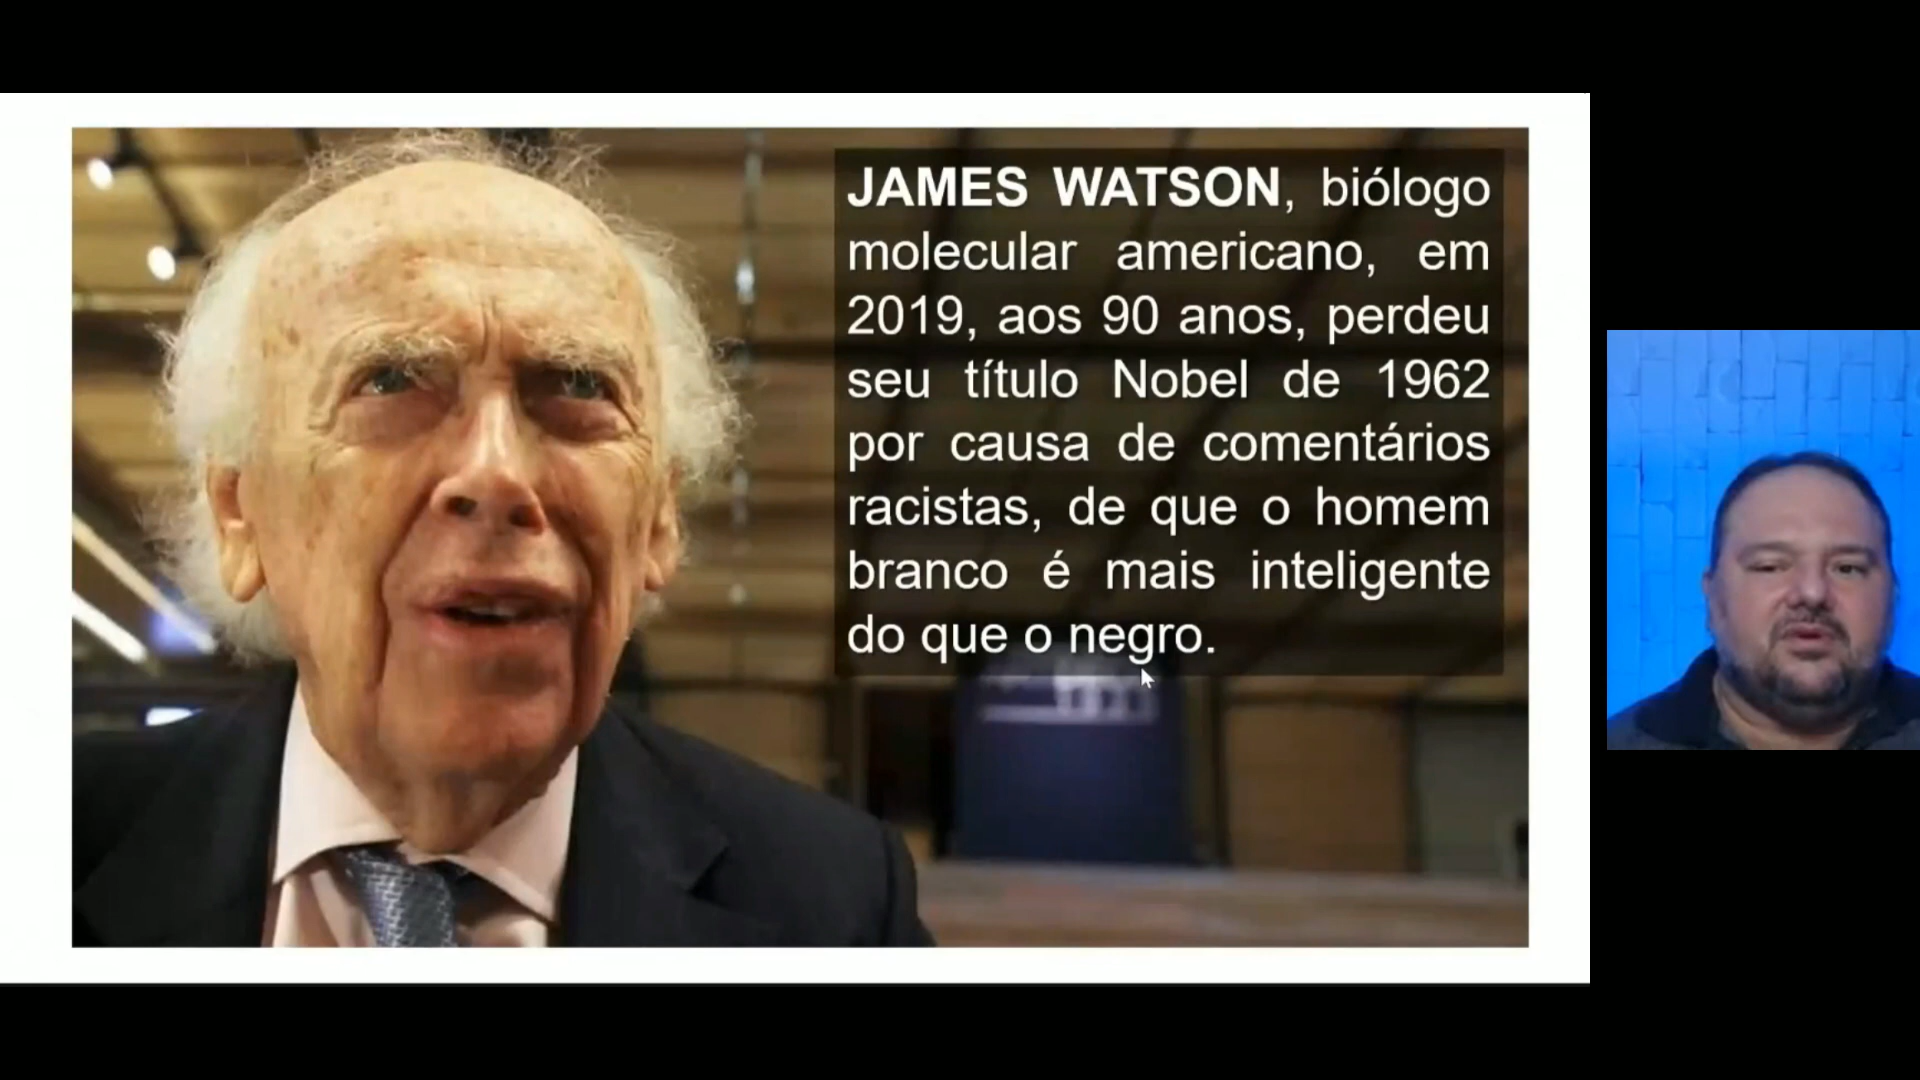 JAMES WATSON, biólogo
molecular americano, em
2019, aos 90 anos, perdeu
seu título Nobel de 1962
por causa de comentários
racistas, de que o homem
branco é mais inteligente
do que o negro.